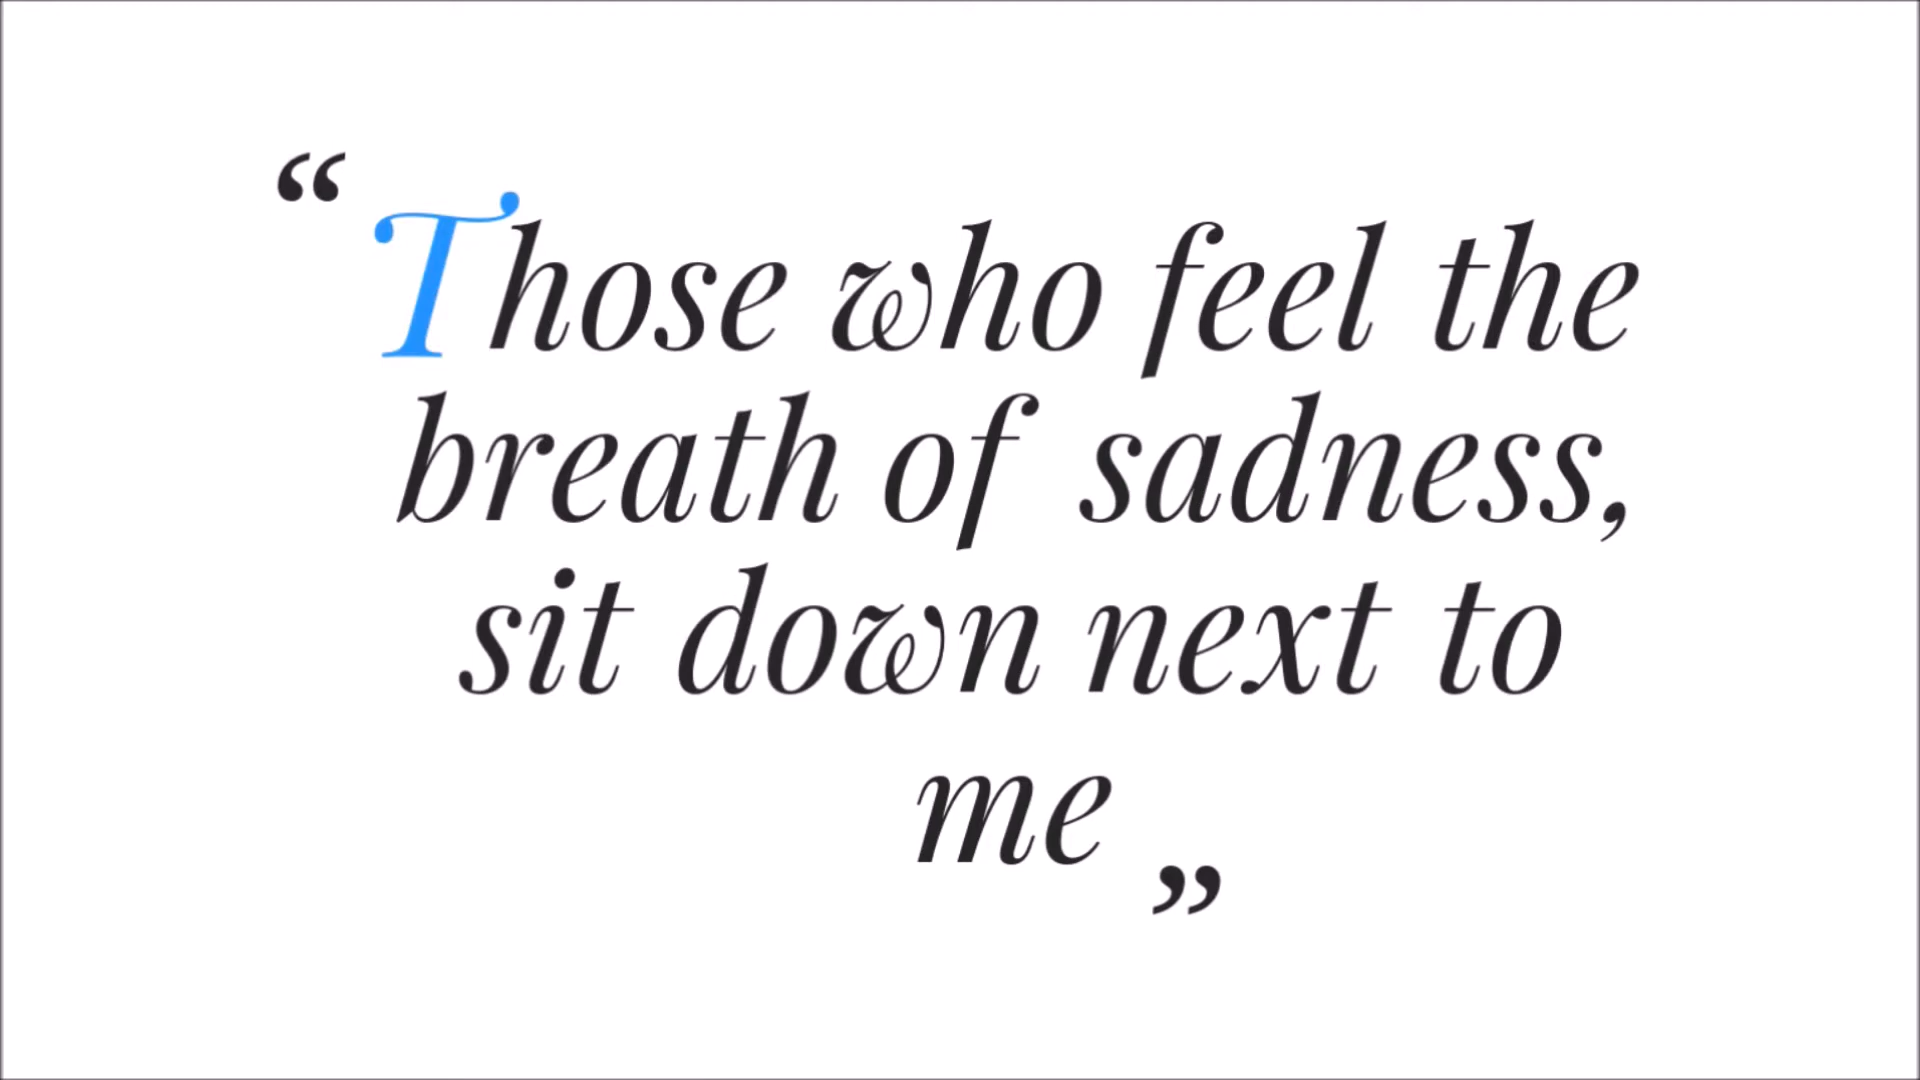 “Those who feel the
breath of sadness,
sit down next to
me”